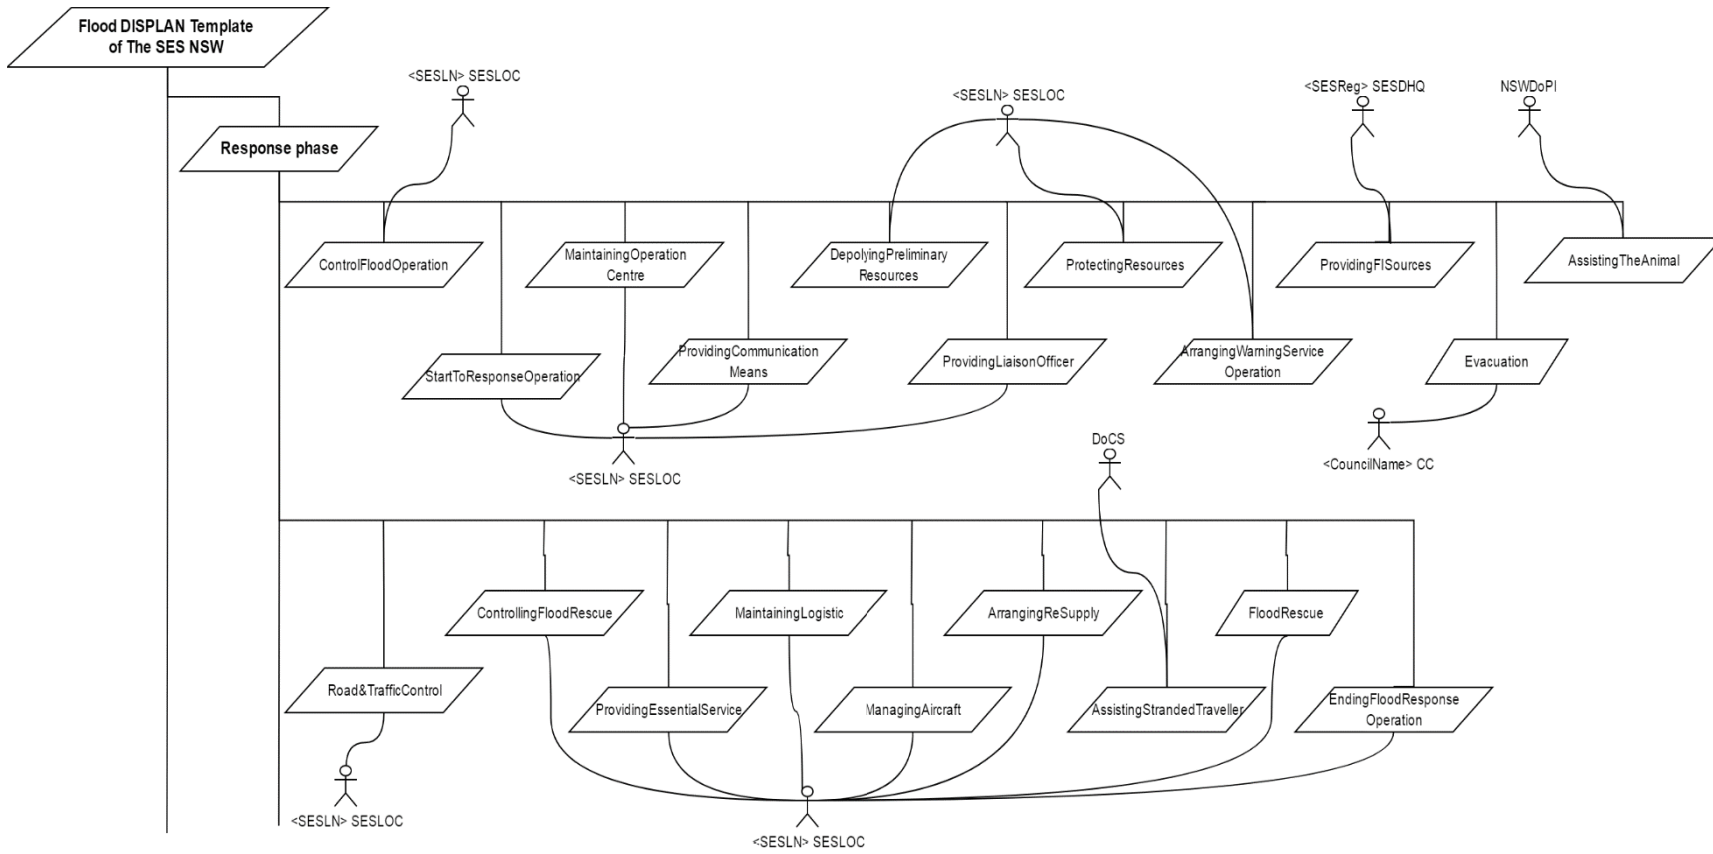 Flood DISPLAN Template
of The SES NSW
<SESLN> SESLOC
<SESLN> SESLOC
<SESReg> SESDHQ
NSWDoPI
Response phase
ControlFloodOperation
MaintainingOperation
Centre
DepolyingPreliminary
Resources
ProtectingResources
ProvidingFISources
AssistingTheAnimal
StartToResponseOperation
ProvidingCommunication
Means
ProvidingLiaisonOfficer
ArrangingWarningService
Operation
Evacuation
<SESLN> SESLOC
DoCS
<CouncilName> CC
ControllingFloodRescue
MaintainingLogistic
ArrangingReSupply
FloodRescue
Road&TrafficControl
ProvidingEssentialService
ManagingAircraft
AssistingStrandedTraveller
EndingFloodResponse
Operation
<SESLN> SESLOC
<SESLN> SESLOC